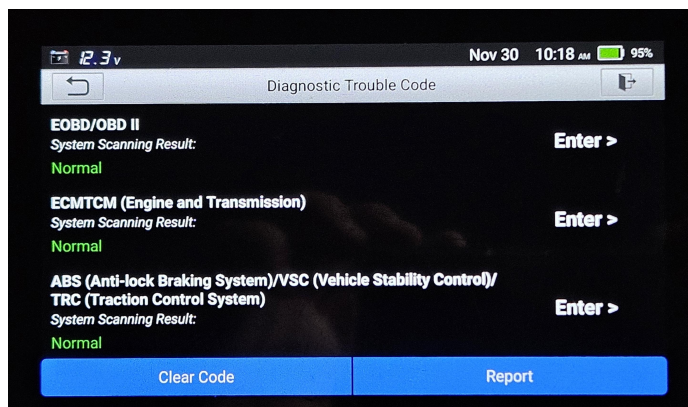 12.3 v
Nov 30 10:18 AM 95%
Diagnostic Trouble Code
EOBD/OBD II
System Scanning Result:
Enter >
Normal
ECMTCM (Engine and Transmission)
System Scanning Result:
Enter >
Normal
ABS (Anti-lock Braking System)/VSC (Vehicle Stability Control)/
TRC (Traction Control System)
Enter >
System Scanning Result:
Normal
Clear Code
Report